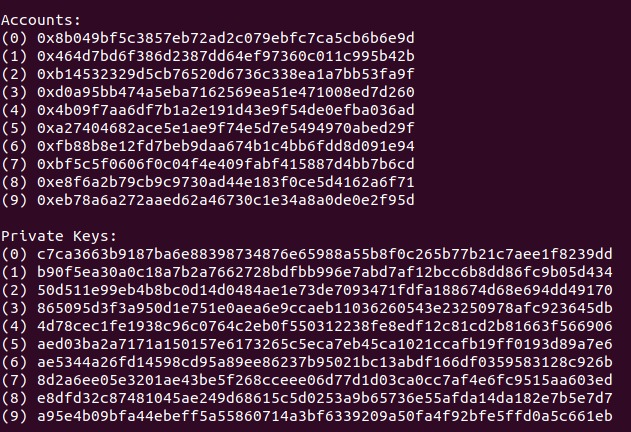 Accounts:
(0) 0x8b049bf5c3857eb72ad2c079ebfc7ca5cb6b6e9d
(1) 0x464d7bd6f386d2387dd64ef97360c011c995b42b
(2) 0xb14532329d5cb76520d6736c338ea1a7bb53fa9f
(3) 0xd0a95bb474a5eba7162569ea51e471008ed7d260
(4) 0x4b09f7aa6df7b1a2e191d43e9f54de0efba036ad
(5) 0xa27404682ace5e1ae9f74e5d7e5494970abed29f
(6) 0xfb88b8e12fd7beb9daa674b1c4bb6fdd8d091e94
(7) 0xbf5c5f0606f0c04f4e409fabf415887d4bb7b6cd
(8) 0xe8f6a2b79cb9c9730ad44e183f0ce5d4162a6f71
(9) 0xeb78a6a272aaed62a46730c1e34a8a0de0e2f95d
Private Keys:
(0) c7ca3663b9187ba6e88398734876e65988a55b8f0c265b77b21c7aee1f8239dd
(1) b90f5ea30a0c18a7b2a7662728bdfbb996e7abd7af12bcc6b8dd86fc9b05d434
(2) 50d511e99eb4b8bc0d14d0484ae1e73de7093471fdfa188674d68e694dd49170
(3) 865095d3f3a950d1e751e0aea6e9ccaeb11036260543e23250978afc923645db
(4) 4d78cec1fe1938c96c0764c2eb0f550312238fe8edf12c81cd2b81663f566906
(5) aed03ba2a7171a150157e6173265c5eca7eb45ca1021ccafb19ff0193d89a7e6
(6) ae5344a26fd14598cd95a89ee86237b95021bc13abdf166df0359583128c926b
(7) 8d2a6ee05e3201ae43be5f268cceee06d77d1d03ca0cc7af4e6fc9515aa603ed
(8) e8dfd32c87481045ae249d68615c5d0253a9b65736e55afda14da182e7b5e7d7
(9) a95e4b09bfa44ebeff5a55860714a3bf6339209a50fa4f92bfe5ffd0a5c661eb